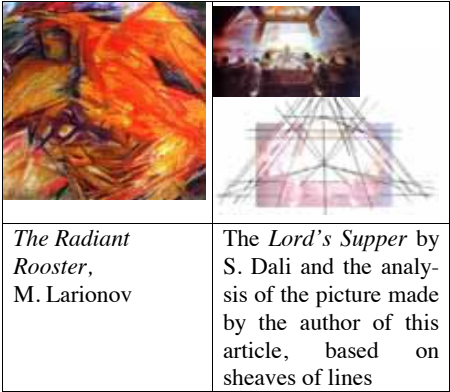 The Radiant
Rooster,
M. Larionov
The Lord's Supper by
S. Dali and the analy-
sis of the picture made
by the author of this
article, based on
sheaves of lines